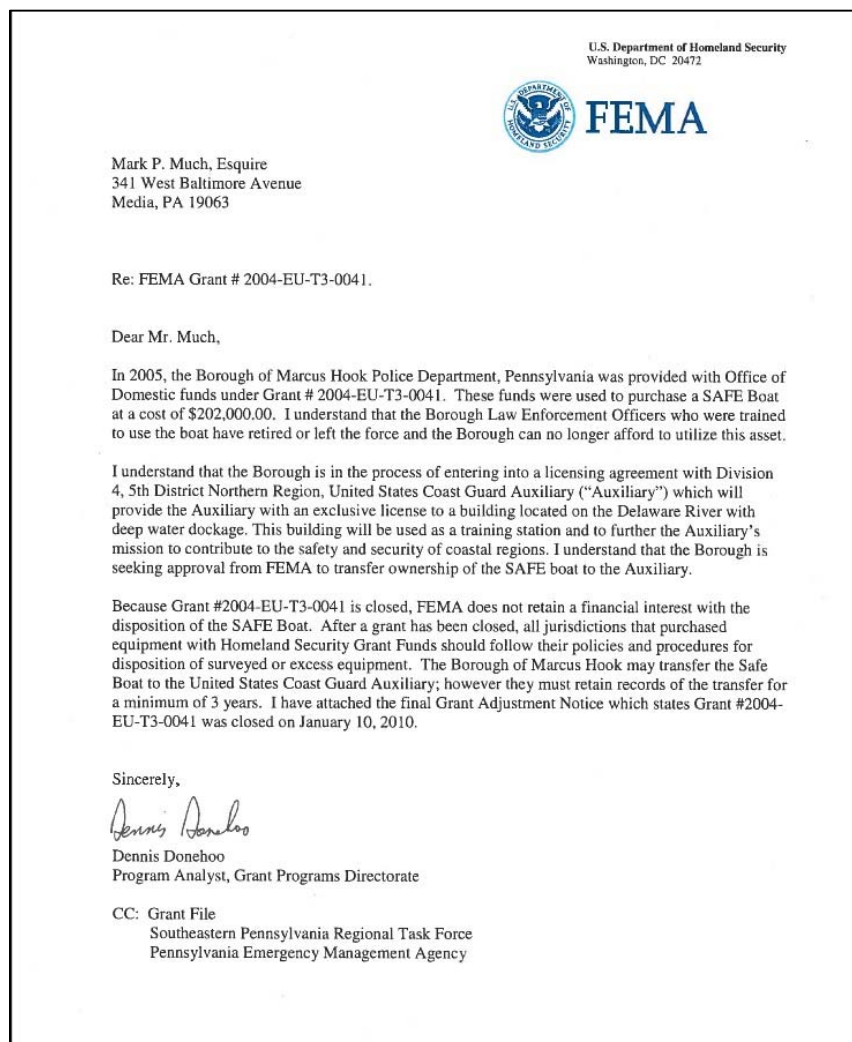 U.S. Department of Homeland Security
Washington, DC 20472
U.S. DEPARTMENT OF
HOMELAND SECURITY
FEMA
Mark P. Much, Esquire
341 West Baltimore Avenue
Media, PA 19063
Re: FEMA Grant # 2004-EU-T3-0041.
Dear Mr. Much,
In 2005, the Borough of Marcus Hook Police Department, Pennsylvania was provided with Office of
Domestic funds under Grant # 2004-EU-T3-0041. These funds were used to purchase a SAFE Boat
at a cost of $202,000.00. I understand that the Borough Law Enforcement Officers who were trained
to use the boat have retired or left the force and the Borough can no longer afford to utilize this asset.
I understand that the Borough is in the process of entering into a licensing agreement with Division
4, 5th District Northern Region, United States Coast Guard Auxiliary (“Auxiliary”) which will
provide the Auxiliary with an exclusive license to a building located on the Delaware River with
deep water dockage. This building will be used as a training station and to further the Auxiliary’s
mission to contribute to the safety and security of coastal regions. I understand that the Borough is
seeking approval from FEMA to transfer ownership of the SAFE boat to the Auxiliary.
Because Grant #2004-EU-T3-0041 is closed, FEMA does not retain a financial interest with the
disposition of the SAFE Boat. After a grant has been closed, all jurisdictions that purchased
equipment with Homeland Security Grant Funds should follow their policies and procedures for
disposition of surveyed or excess equipment. The Borough of Marcus Hook may transfer the Safe
Boat to the United States Coast Guard Auxiliary; however they must retain records of the transfer for
a minimum of 3 years. I have attached the final Grant Adjustment Notice which states Grant #2004-
EU-T3-0041 was closed on January 10, 2010.
Sincerely,
Dennis Donehoo
Dennis Donehoo
Program Analyst, Grant Programs Directorate
CC: Grant File
Southeastern Pennsylvania Regional Task Force
Pennsylvania Emergency Management Agency